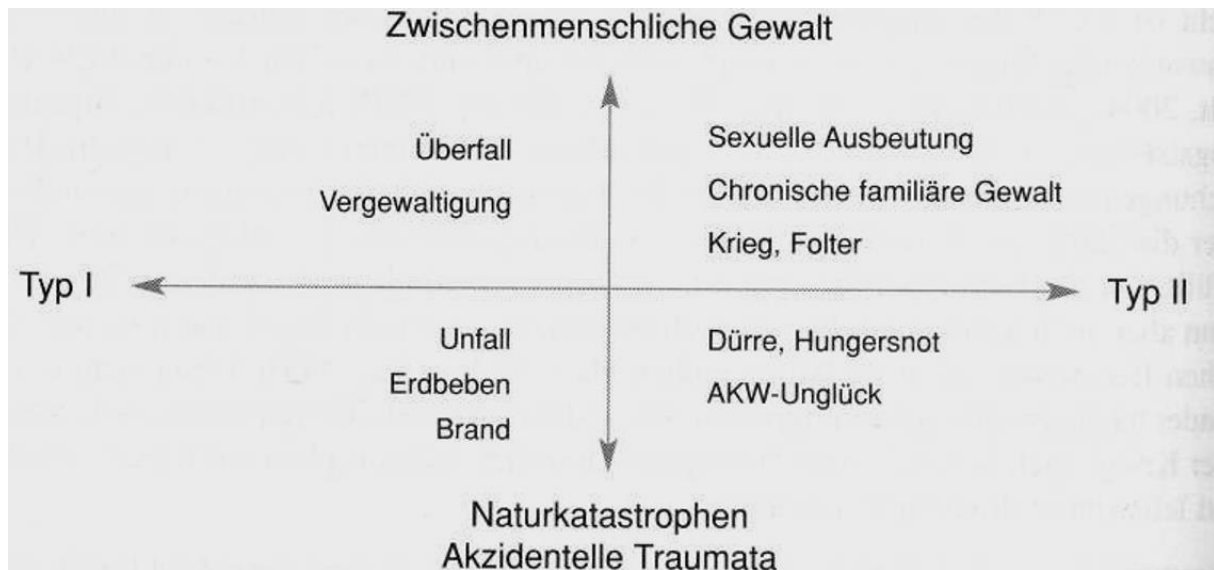 Zwischenmenschliche Gewalt
Überfall
Sexuelle Ausbeutung
Vergewaltigung
Chronische familiäre Gewalt
Krieg, Folter
Typ I
Typ II
Unfall
Dürre, Hungersnot
Erdbeben
AKW-Unglück
Brand
Naturkatastrophen
Akzidentelle Traumata